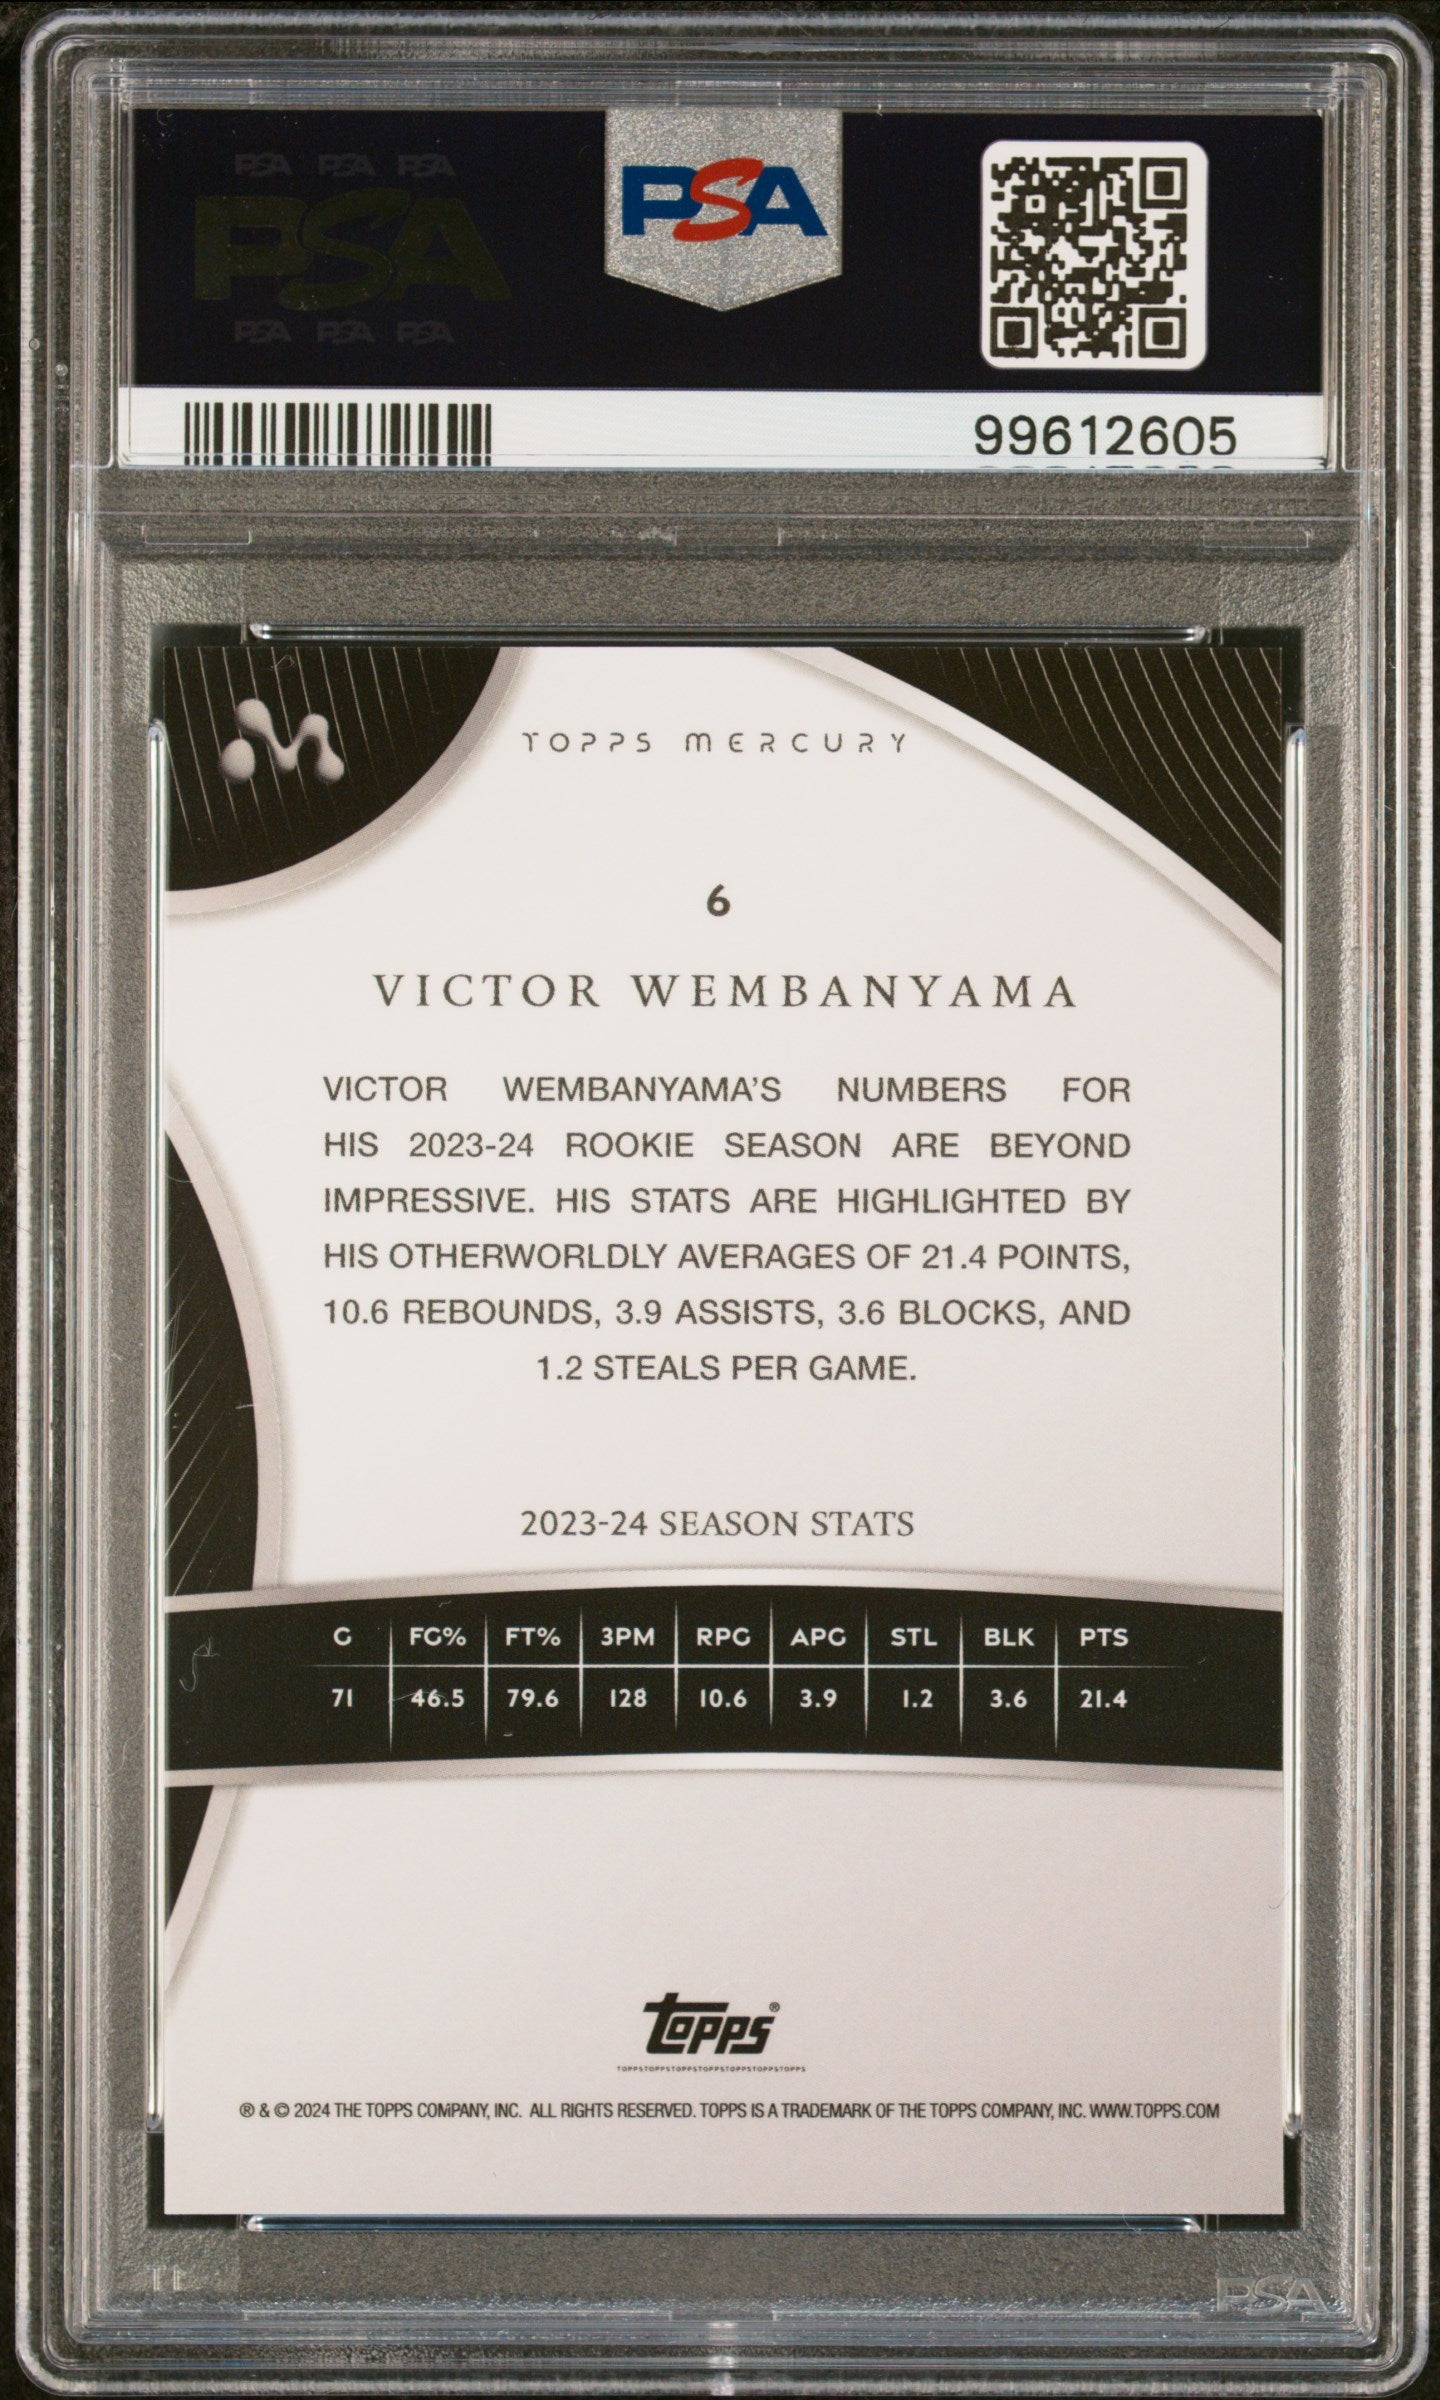 PSA PSA PSA
PSA
PSA PSA PSA
PSA
99612605
TOPPS MERCURY
6
VICTOR WEMBANYAMA
VICTOR WEMBANYAMA'S NUMBERS FOR
HIS 2023-24 ROOKIE SEASON ARE BEYOND
IMPRESSIVE. HIS STATS ARE HIGHLIGHTED BY
HIS OTHERWORLDLY AVERAGES OF 21.4 POINTS,
10.6 REBOUNDS, 3.9 ASSISTS, 3.6 BLOCKS, AND
1.2 STEALS PER GAME.
2023-24 SEASON STATS
G FG% FT% 3PM RPG APG STL BLK PTS
71 46.5 79.6 128 10.6 3.9 1.2 3.6 21.4
Topps®
TOPPSTOPPSTOPPSTOPPSTOPPSTOPPSTOPPS
® & © 2024 THE TOPPS COMPANY, INC. ALL RIGHTS RESERVED. TOPPS IS A TRADEMARK OF THE TOPPS COMPANY, INC. WWW.TOPPS.COM
PSA